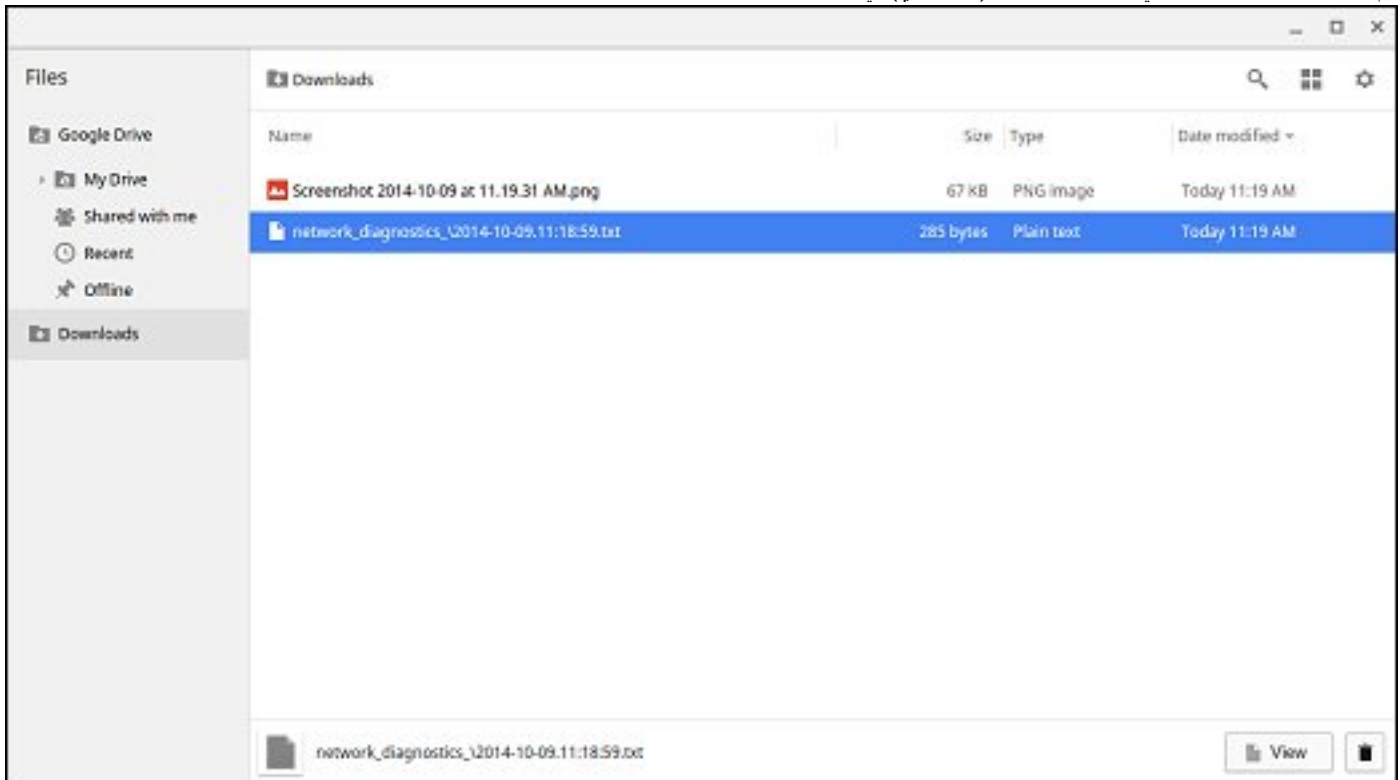 Files
Downloads
Google Drive
Name Size Type Date modified
My Drive
Screenshot 2014-10-09 at 11.19.31 AM.png 67 KB PNG image Today 11:19 AM
Shared with me
network_diagnostics_\2014-10-09.11:18:59.txt 285 bytes Plain text Today 11:19 AM
Recent
Offline
Downloads
network_diagnostics_\2014-10-09.11:18:59.txt View